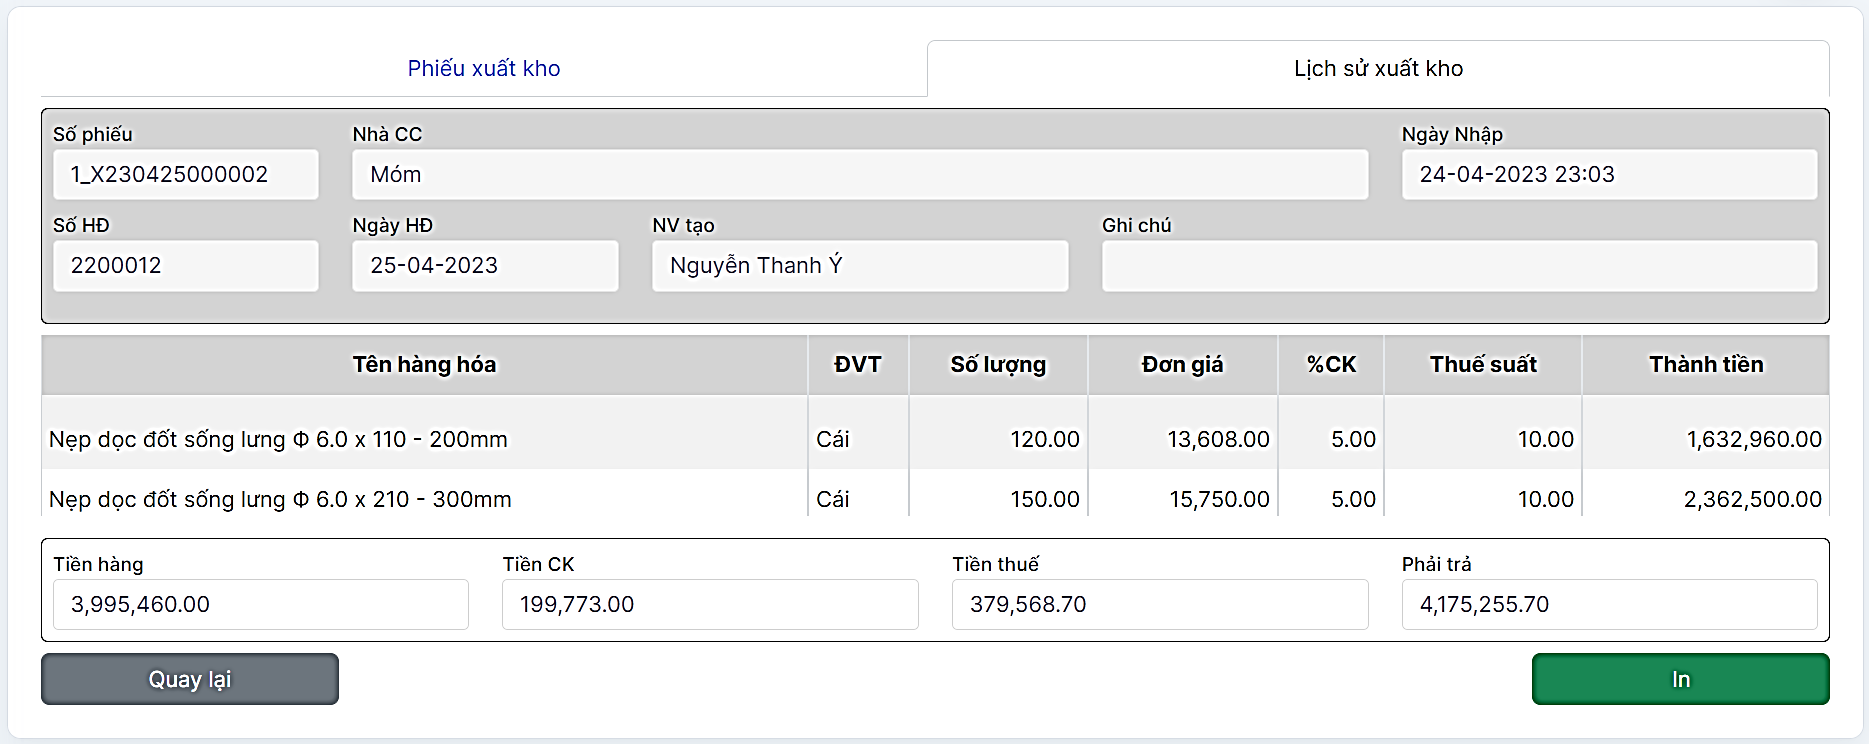 Phiếu xuất kho
Lịch sử xuất kho
Số phiếu
Nhà CC
Ngày Nhập
1_X230425000002
Móm
24-04-2023 23:03
Số HĐ
Ngày HĐ
NV tạo
Ghi chú
2200012
25-04-2023
Nguyễn Thanh Ý
Tên hàng hóa ĐVT Số lượng Đơn giá %CK Thuế suất Thành tiền
Nẹp dọc đốt sống lưng Φ 6.0 x 110 - 200mm Cái 120.00 13,608.00 5.00 10.00 1,632,960.00
Nẹp dọc đốt sống lưng Φ 6.0 x 210 - 300mm Cái 150.00 15,750.00 5.00 10.00 2,362,500.00
Tiền hàng
Tiền CK
Tiền thuế
Phải trả
3,995,460.00
199,773.00
379,568.70
4,175,255.70
Quay lại
In